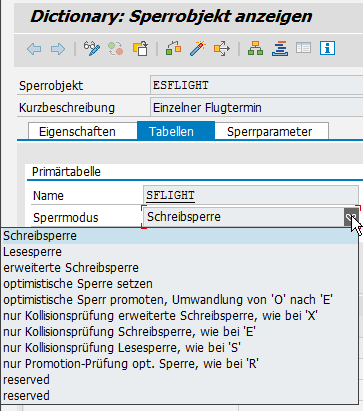 Dictionary: Sperrobjekt anzeigen
Sperrobjekt ESFLIGHT
Kurzbeschreibung Einzelner Flugtermin
Eigenschaften Tabellen Sperrparameter
Primärtabelle
Name SFLIGHT
Sperrmodus Schreibsperre
Schreibsperre
Lesesperre
erweiterte Schreibsperre
optimistische Sperre setzen
optimistische Sperr promoten, Umwandlung von 'O' nach 'E'
nur Kollisionsprüfung erweiterte Schreibsperre, wie bei 'X'
nur Kollisionsprüfung Schreibsperre, wie bei 'E'
nur Kollisionsprüfung Lesesperre, wie bei 'S'
nur Promotion-Prüfung opt. Sperre, wie bei 'R'
reserved
reserved